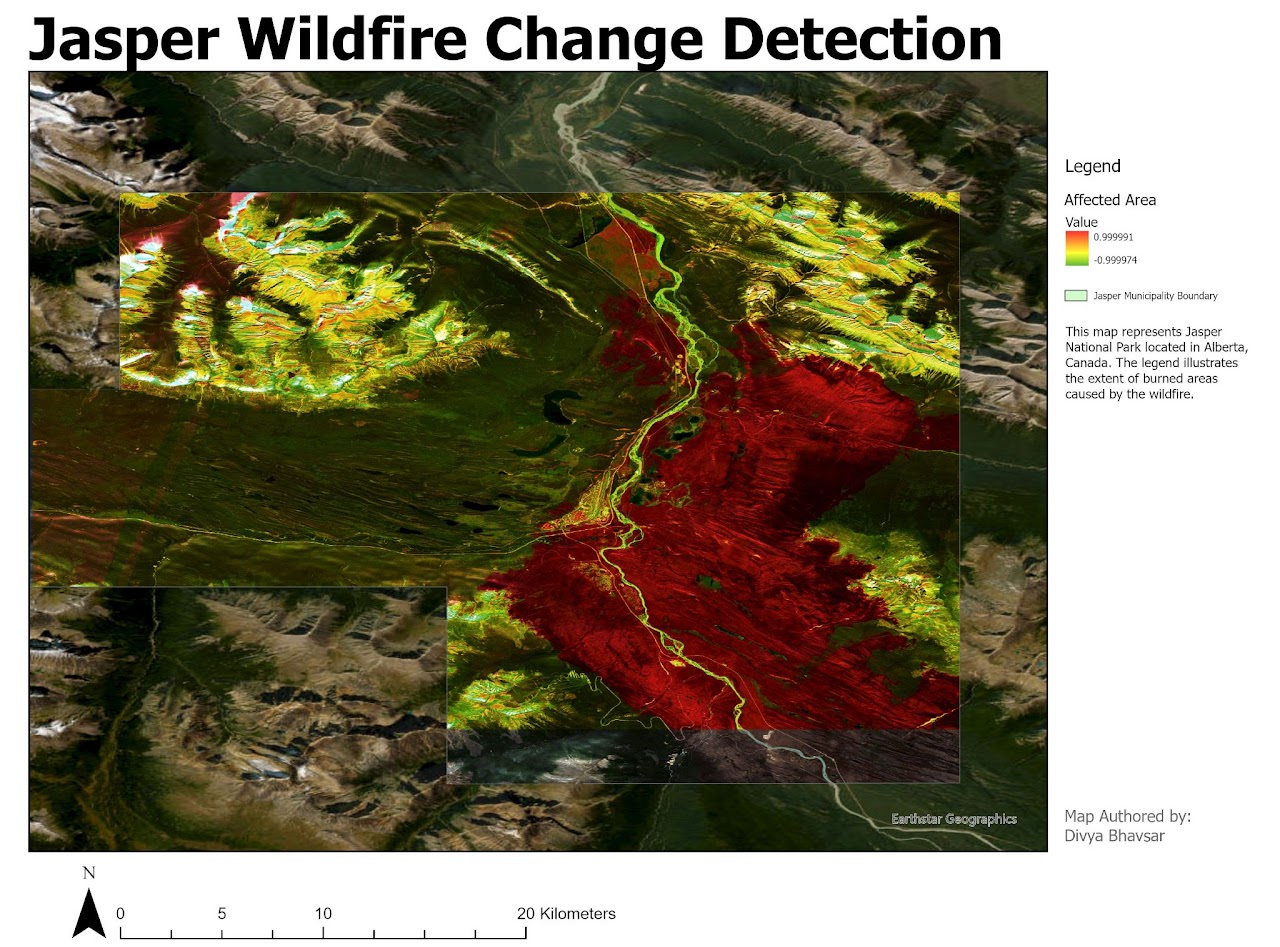 Jasper Wildfire Change Detection
Legend
Affected Area
Value
0.999991
-0.999974
Jasper Municipality Boundary
This map represents Jasper
National Park located in Alberta,
Canada. The legend illustrates
the extent of burned areas
caused by the wildfire.
Earthstar Geographics
Map Authored by:
Divya Bhavsar
N
0 5 10 20 Kilometers